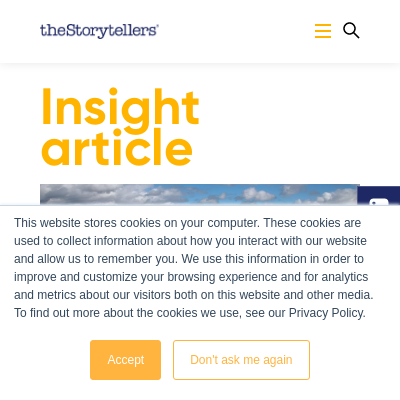 theStorytellers®
Insight
article
This website stores cookies on your computer. These cookies are
used to collect information about how you interact with our website
and allow us to remember you. We use this information in order to
improve and customize your browsing experience and for analytics
and metrics about our visitors both on this website and other media.
To find out more about the cookies we use, see our Privacy Policy.
Accept
Don't ask me again